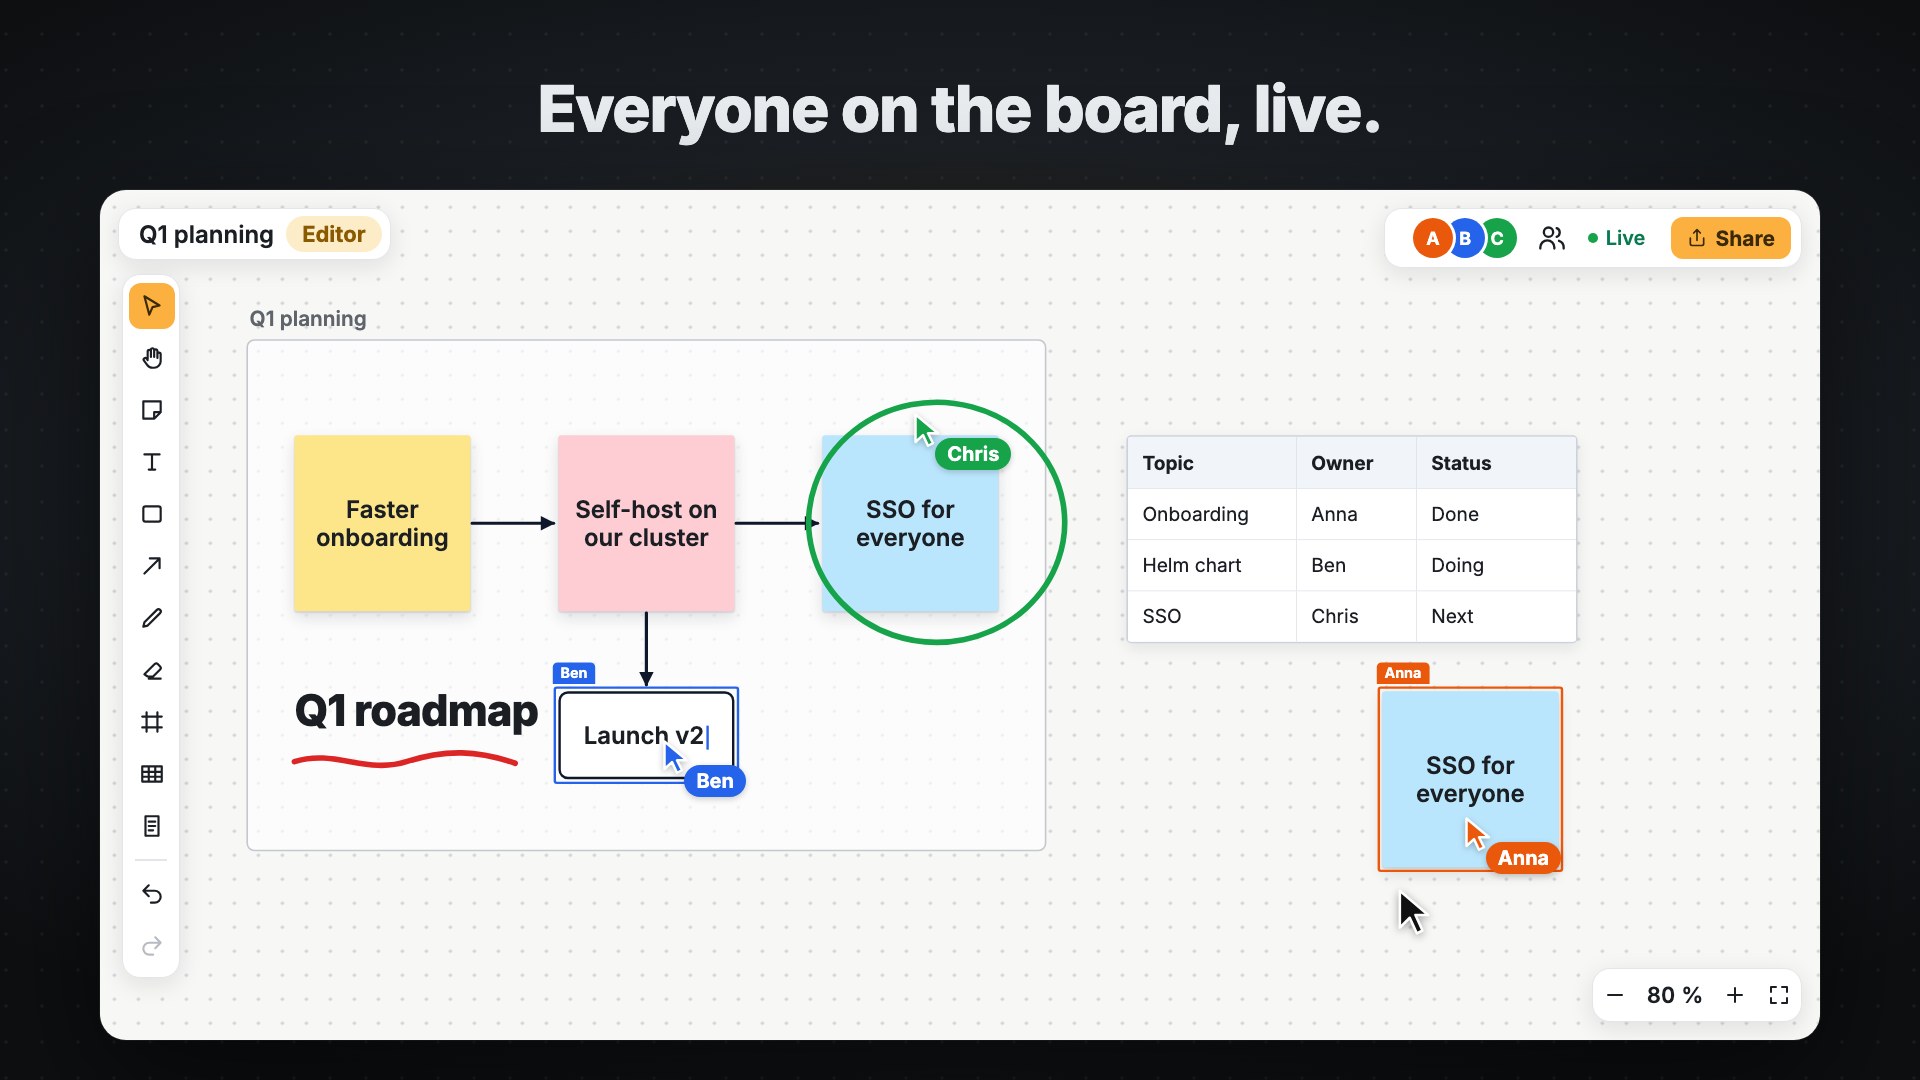 Everyone on the board, live.
Q1 planning Editor
A B C Live Share
Q1 planning
Faster
onboarding
Self-host on
our cluster
SSO for
everyone
Chris
Topic Owner Status
Onboarding Anna Done
Helm chart Ben Doing
SSO Chris Next
Q1 roadmap
Ben
Launch v2
Ben
Anna
SSO for
everyone
Anna
80 %